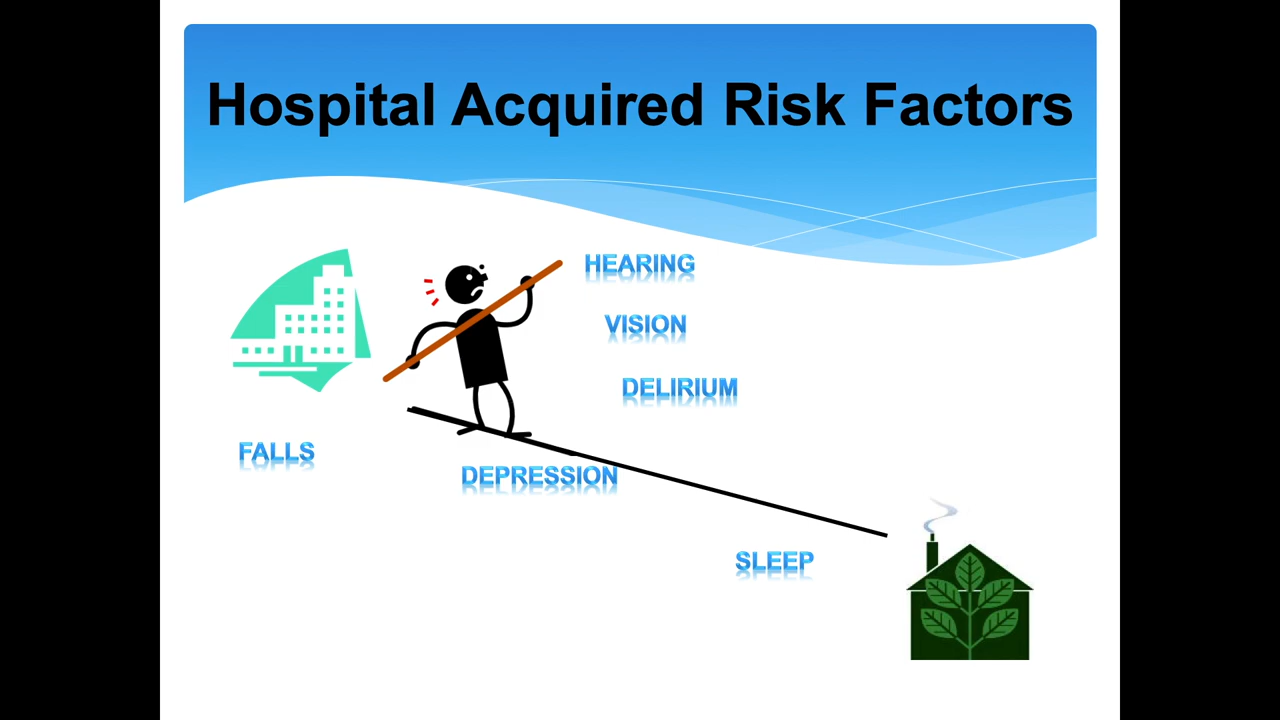 Hospital Acquired Risk Factors
HEARING
VISION
DELIRIUM
FALLS
DEPRESSION
SLEEP